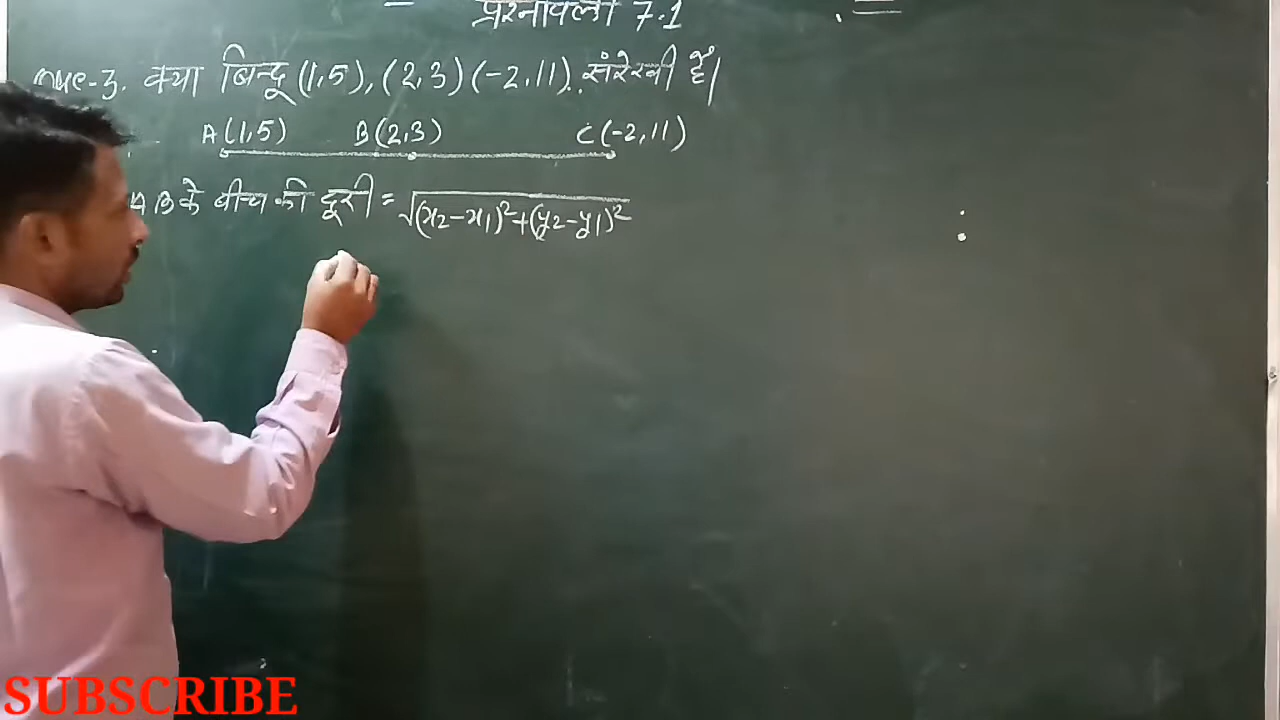 प्रश्नावली 7.1
Que-3. क्या बिन्दू (1,5), (2,3) (-2,11). संरेखी हैं।
A(1,5) B(2,3) C(-2,11)
AB के बीच की दूरी = √(x₂-x₁)²+(y₂-y₁)²
SUBSCRIBE